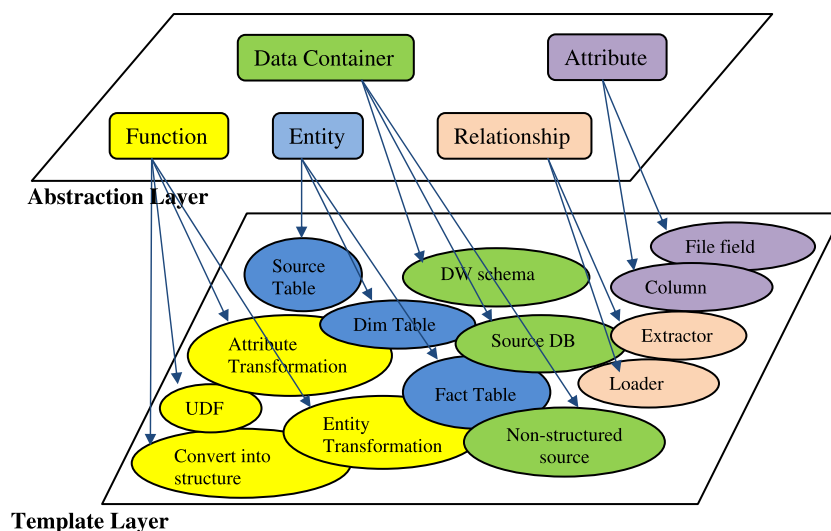 Data Container
Attribute
Function
Entity
Relationship
Abstraction Layer
File field
Source
Table
DW schema
Column
Dim Table
Attribute
Transformation
Source DB
Extractor
Loader
Fact Table
UDF
Entity
Transformation
Non-structured
source
Convert into
structure
Template Layer